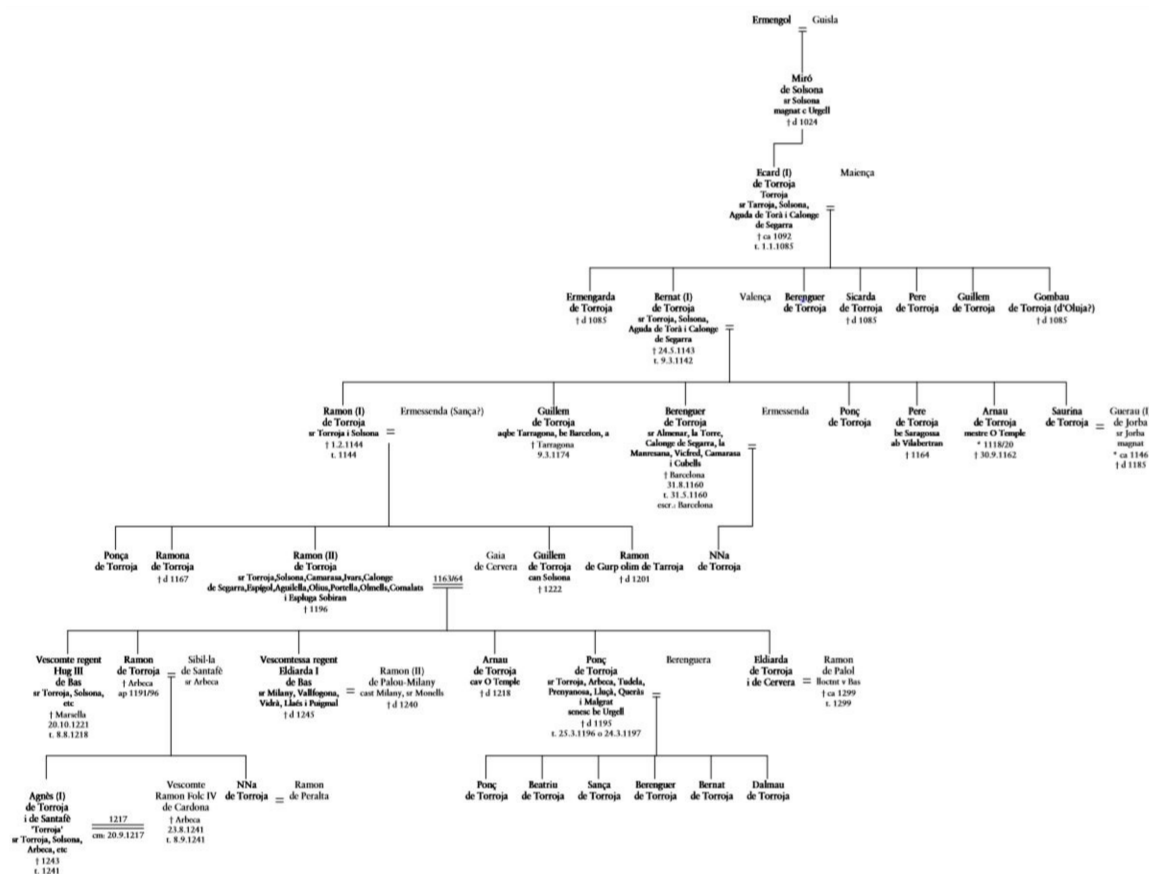 Ermengol = Guisla
Miró
de Solsona
sr Solsona
magnat c Urgell
† d 1024
Ecard (I)
de Torroja
Torroja
sr Tarroja, Solsona,
Aguda de Torà i Calonge
de Segarra
† ca 1092
t. 1.1.1085
=
Maiença
Ermengarda
de Torroja
† d 1085
Bernat (I)
de Torroja
sr Torroja, Solsona,
Aguda de Torà i Calonge
de Segarra
† 24.5.1143
t. 9.3.1142
=
Valença
Berenguer
de Torroja
Sicarda
de Torroja
† d 1085
Pere
de Torroja
Guillem
de Torroja
Gombau
de Torroja (d'Oluja?)
† d 1085
Ramon (I)
de Torroja
sr Torroja i Solsona
† 1.2.1144
t. 1144
=
Ermessenda (Sança?)
Guillem
de Torroja
aqbe Tarragona, be Barcelon, a
† Tarragona
9.3.1174
Berenguer
de Torroja
sr Almenar, la Torre,
Calonge de Segarra, la
Manresana, Vicfred, Camarasa
i Cubells
† Barcelona
31.8.1160
t. 31.5.1160
escr.: Barcelona
=
Ermessenda
Ponç
de Torroja
Pere
de Torroja
be Saragossa
ab Vilabertran
† 1164
Arnau
de Torroja
mestre O Temple
* 1118/20
† 30.9.1162
Saurina
de Torroja
=
Guerau (I
de Jorba
sr Jorba
magnat
* ca 1146
† d 1185
Ponça
de Torroja
Ramona
de Torroja
† d 1167
Ramon (II)
de Torroja
sr Torroja,Solsona,Camarasa,Ivars,Calonge
de Segarra,Espígol,Aguilella,Olius,Portella,Olmells,Comalats
i Espluga Sobiran
† 1196
1163/64
Gaia
de Cervera
Guillem
de Torroja
can Solsona
† 1222
Ramon
de Gurp olim de Tarroja
† d 1201
NNa
de Torroja
Vescomte regent
Hug III
de Bas
sr Torroja, Solsona,
etc
† Marsella
20.10.1221
t. 8.8.1218
Ramon
de Torroja
† Arbeca
ap 1191/96
=
Sibil·la
de Santafè
sr Arbeca
Vescomtessa regent
Eldiarda I
de Bas
sr Milany, Vallfogona,
Vidrà, Llaés i Puigmal
† d 1245
=
Ramon (II)
de Palou-Milany
cast Milany, sr Monells
† d 1240
Arnau
de Torroja
cav O Temple
† d 1218
Ponç
de Torroja
sr Torroja, Arbeca, Tudela,
Prenyanosa, Lluçà, Queràs
i Malgrat
senesc be Urgell
† d 1195
t. 25.3.1196 o 24.3.1197
=
Berenguera
Eldiarda
de Torroja
i de Cervera
=
Ramon
de Palol
lloctnt v Bas
† ca 1299
t. 1299
Agnès (I)
de Torroja
i de Santafè
'Torroja'
sr Torroja, Solsona,
Arbeca, etc
† 1243
t. 1241
1217
cm: 20.9.1217
Vescomte
Ramon Folc IV
de Cardona
† Arbeca
23.8.1241
t. 8.9.1241
NNa
de Torroja
=
Ramon
de Peralta
Ponç
de Torroja
Beatriu
de Torroja
Sança
de Torroja
Berenguer
de Torroja
Bernat
de Torroja
Dalmau
de Torroja